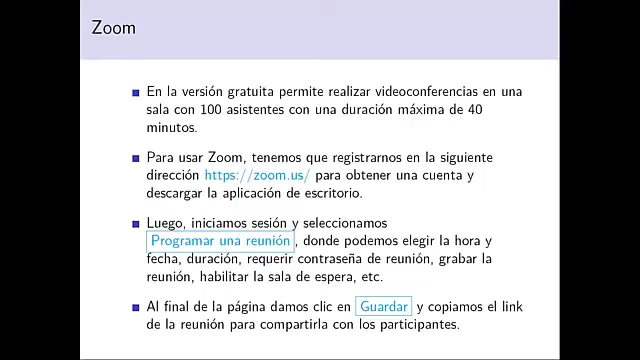 Zoom
En la versión gratuita permite realizar videoconferencias en una
sala con 100 asistentes con una duración máxima de 40
minutos.
Para usar Zoom, tenemos que registrarnos en la siguiente
dirección https://zoom.us/ para obtener una cuenta y
descargar la aplicación de escritorio.
Luego, iniciamos sesión y seleccionamos
Programar una reunión , donde podemos elegir la hora y
fecha, duración, requerir contraseña de reunión, grabar la
reunión, habilitar la sala de espera, etc.
Al final de la página damos clic en Guardar y copiamos el link
de la reunión para compartirla con los participantes.